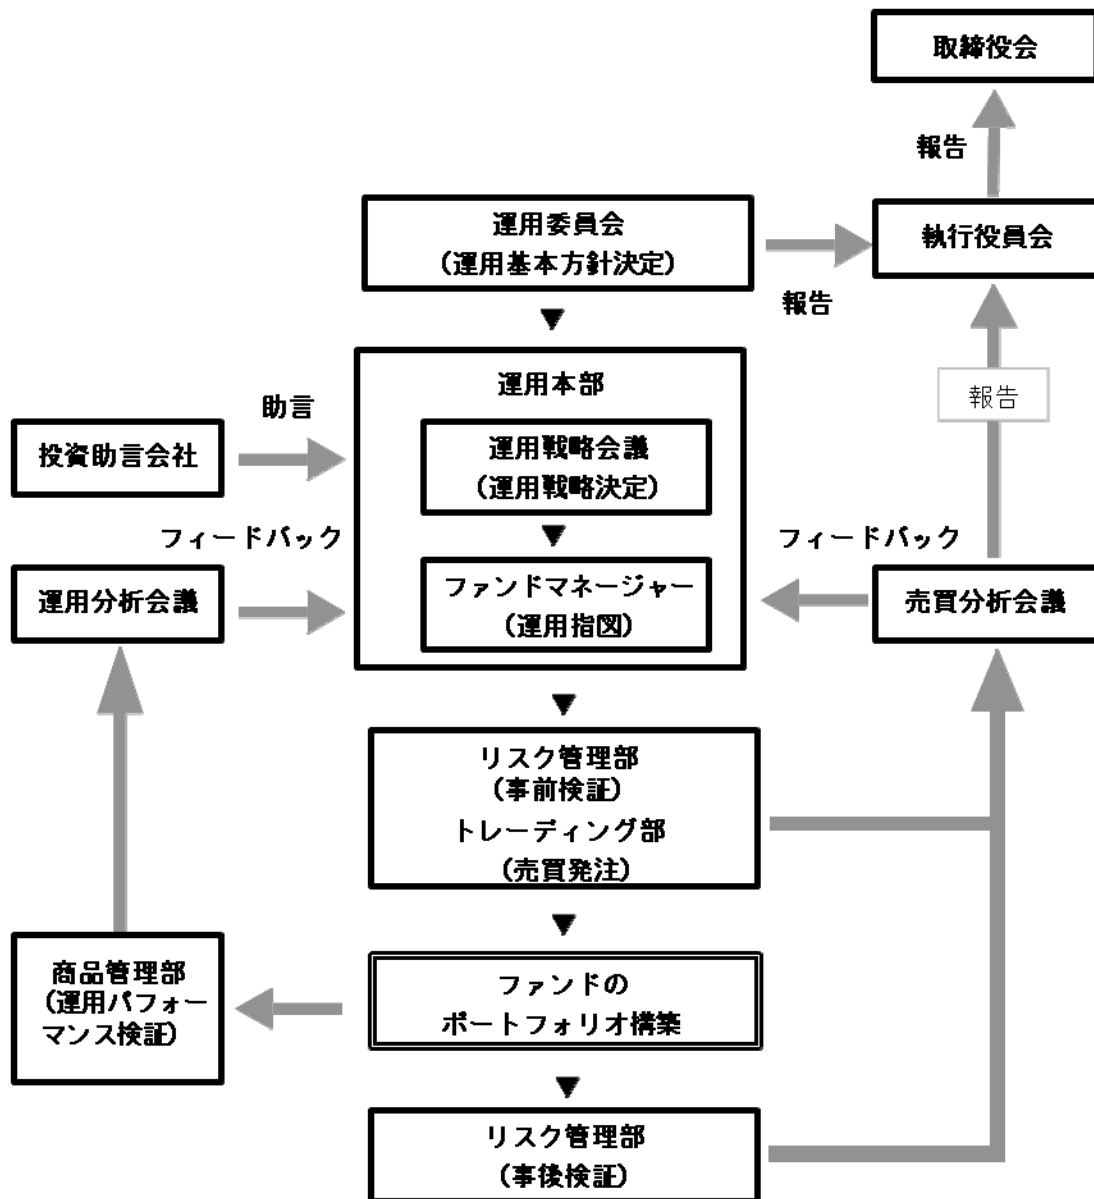 取締役会
報告
運用委員会
(運用基本方針決定)
執行役員会
報告
運用本部
報告
助言
投資助言会社
運用戦略会議
(運用戦略決定)
フィードバック
フィードバック
運用分析会議
ファンドマネージャー
(運用指図)
売買分析会議
リスク管理部
(事前検証)
トレーディング部
(売買発注)
商品管理部
(運用パフォー
マンス検証)
ファンドの
ポートフォリオ構築
リスク管理部
(事後検証)